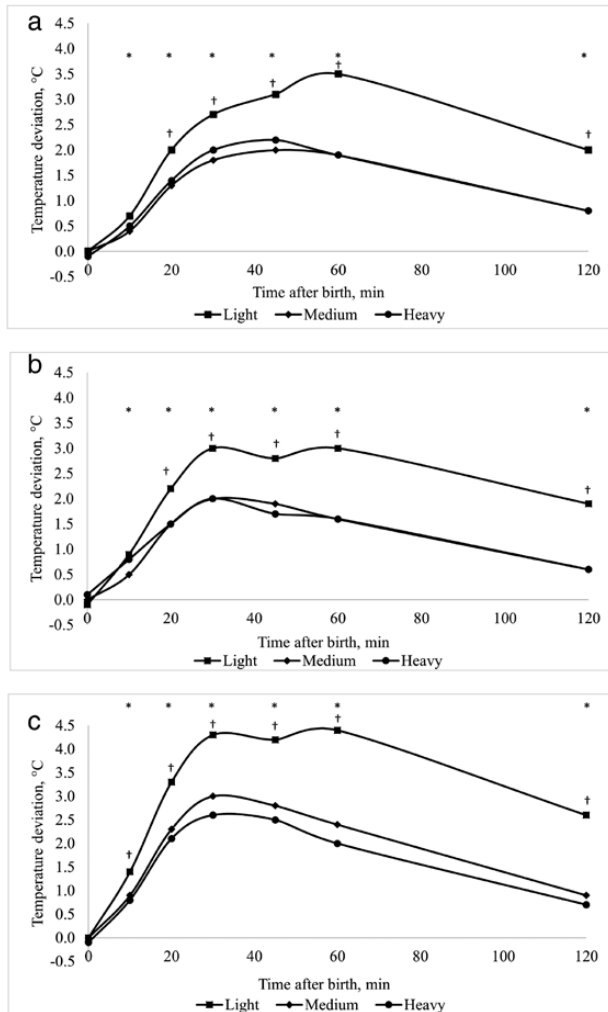 a
4.5
* * * * * *
4.0
3.5
†
3.0
†
2.5
†
2.0
†
†
1.5
1.0
0.5
0.0
-0.5
Temperature deviation, °C
0 20 40 60 80 100 120
Time after birth, min
Light Medium Heavy
b
4.5
4.0
* * * * * *
3.5
3.0
† † †
2.5
†
2.0
†
1.5
1.0
0.5
0.0
-0.5
Temperature deviation, °C
0 20 40 60 80 100 120
Time after birth, min
Light Medium Heavy
c
* * * * * *
4.5
† † †
4.0
3.5
†
3.0
2.5
†
2.0
†
1.5
1.0
0.5
0.0
-0.5
Temperature deviation, °C
0 20 40 60 80 100 120
Time after birth, min
Light Medium Heavy